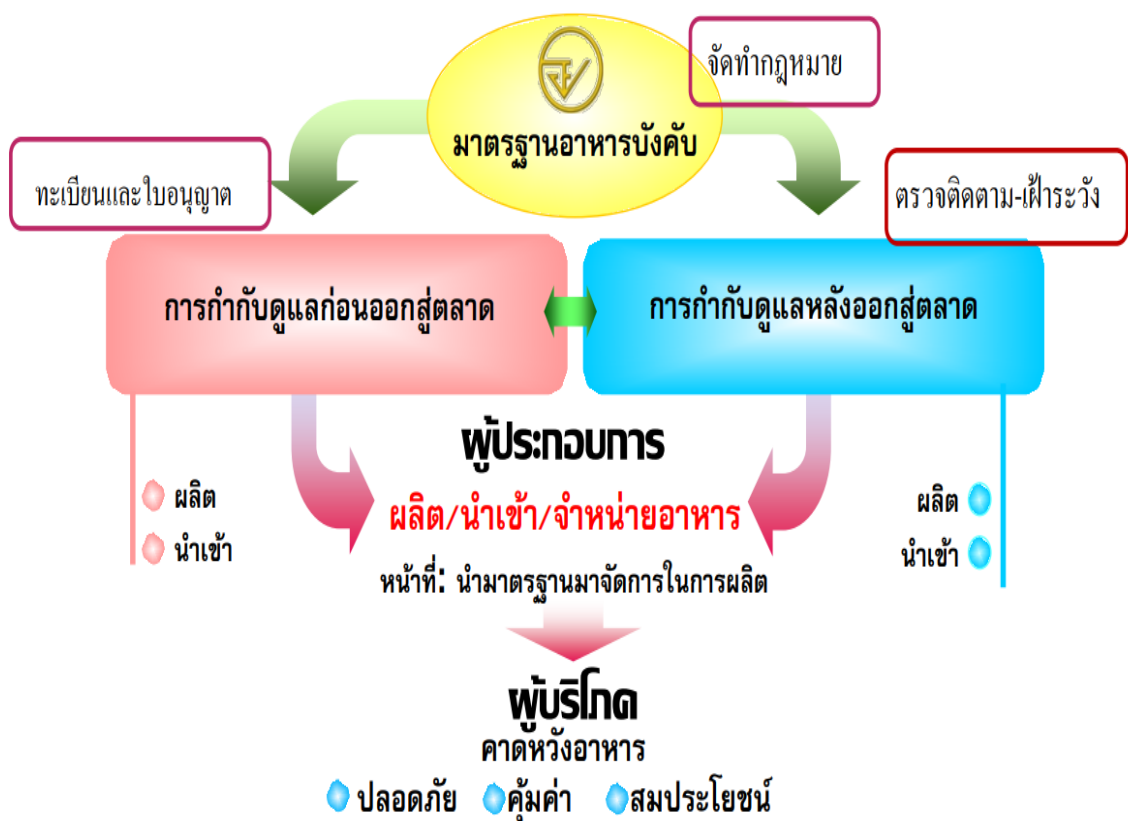 จัดทำกฎหมาย
มาตรฐานอาหารบังคับ
ทะเบียนและใบอนุญาต
ตรวจติดตาม-เฝ้าระวัง
การกำกับดูแลก่อนออกสู่ตลาด
การกำกับดูแลหลังออกสู่ตลาด
ผู้ประกอบการ
ผลิต/นำเข้า/จำหน่ายอาหาร
หน้าที่: นำมาตรฐานมาจัดการในการผลิต
ผลิต
นำเข้า
ผลิต
นำเข้า
ผู้บริโภค
คาดหวังอาหาร
ปลอดภัย คุ้มค่า สมประโยชน์